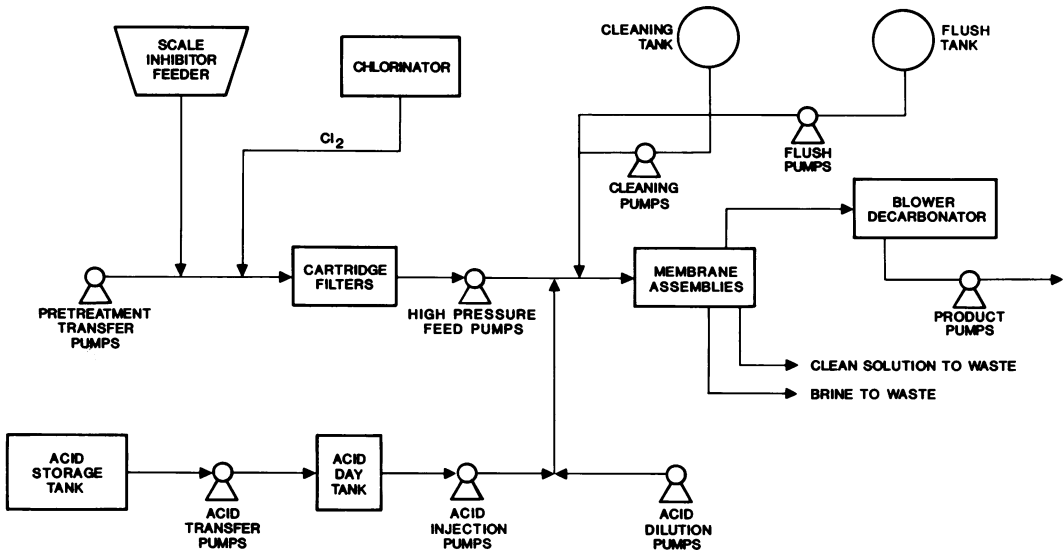 SCALE
INHIBITOR
FEEDER
CHLORINATOR
Cl2
CLEANING
TANK
FLUSH
TANK
FLUSH
PUMPS
CLEANING
PUMPS
BLOWER
DECARBONATOR
PRETREATMENT
TRANSFER
PUMPS
CARTRIDGE
FILTERS
HIGH PRESSURE
FEED PUMPS
MEMBRANE
ASSEMBLIES
PRODUCT
PUMPS
CLEAN SOLUTION TO WASTE
BRINE TO WASTE
ACID
STORAGE
TANK
ACID
TRANSFER
PUMPS
ACID
DAY
TANK
ACID
INJECTION
PUMPS
ACID
DILUTION
PUMPS